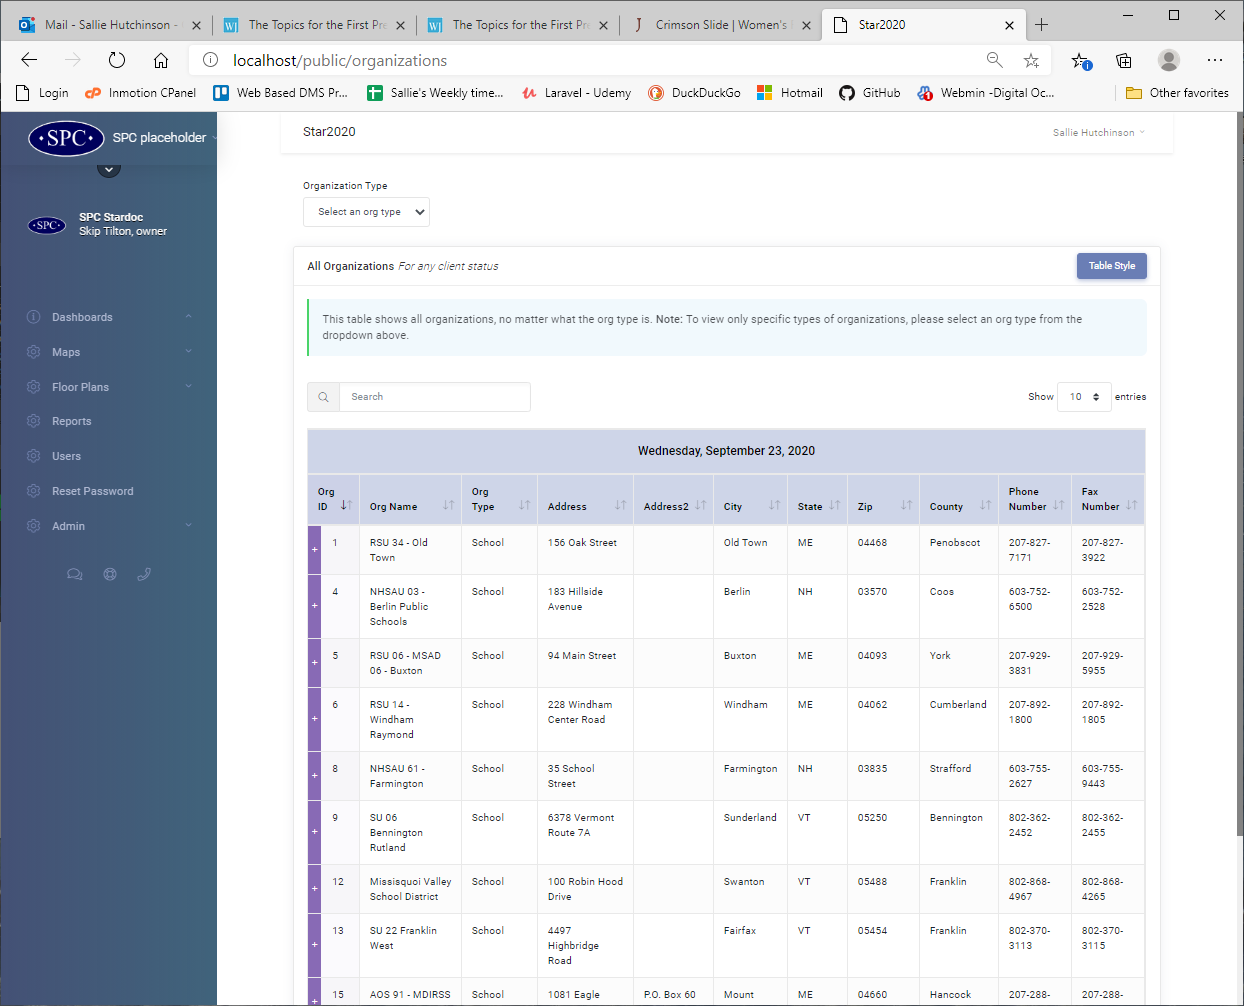 Mail - Sallie Hutchinson -
The Topics for the First Pre
The Topics for the First Pr
Crimson Slide | Women's
Star2020
localhost/public/organizations
Login
Inmotion CPanel
Web Based DMS Pr...
Sallie's Weekly time...
Laravel - Udemy
DuckDuckGo
Hotmail
GitHub
Webmin -Digital Oc...
Other favorites
SPC
SPC placeholder
Star2020
Sallie Hutchinson
SPC
SPC Stardoc
Skip Tilton, owner
Dashboards
Maps
Floor Plans
Reports
Users
Reset Password
Admin
Organization Type
Select an org type
All Organizations For any client status
Table Style
This table shows all organizations, no matter what the org type is. Note: To view only specific types of organizations, please select an org type from the
dropdown above.
Search
Show 10 entries
Wednesday, September 23, 2020
Org ID Org Name Org Type Address Address2 City State Zip County Phone Number Fax Number
1 RSU 34 - Old Town School 156 Oak Street Old Town ME 04468 Penobscot 207-827-7171 207-827-3922
4 NHSAU 03 - Berlin Public Schools School 183 Hillside Avenue Berlin NH 03570 Coos 603-752-6500 603-752-2528
5 RSU 06 - MSAD 06 - Buxton School 94 Main Street Buxton ME 04093 York 207-929-3831 207-929-5955
6 RSU 14 - Windham Raymond School 228 Windham Center Road Windham ME 04062 Cumberland 207-892-1800 207-892-1805
8 NHSAU 61 - Farmington School 35 School Street Farmington NH 03835 Strafford 603-755-2627 603-755-9443
9 SU 06 Bennington Rutland School 6378 Vermont Route 7A Sunderland VT 05250 Bennington 802-362-2452 802-362-2455
12 Missisquoi Valley School District School 100 Robin Hood Drive Swanton VT 05488 Franklin 802-868-4967 802-868-4265
13 SU 22 Franklin West School 4497 Highbridge Road Fairfax VT 05454 Franklin 802-370-3113 802-370-3115
15 AOS 91 - MDIRSS School 1081 Eagle P.O. Box 60 Mount ME 04660 Hancock 207-288- 207-288-